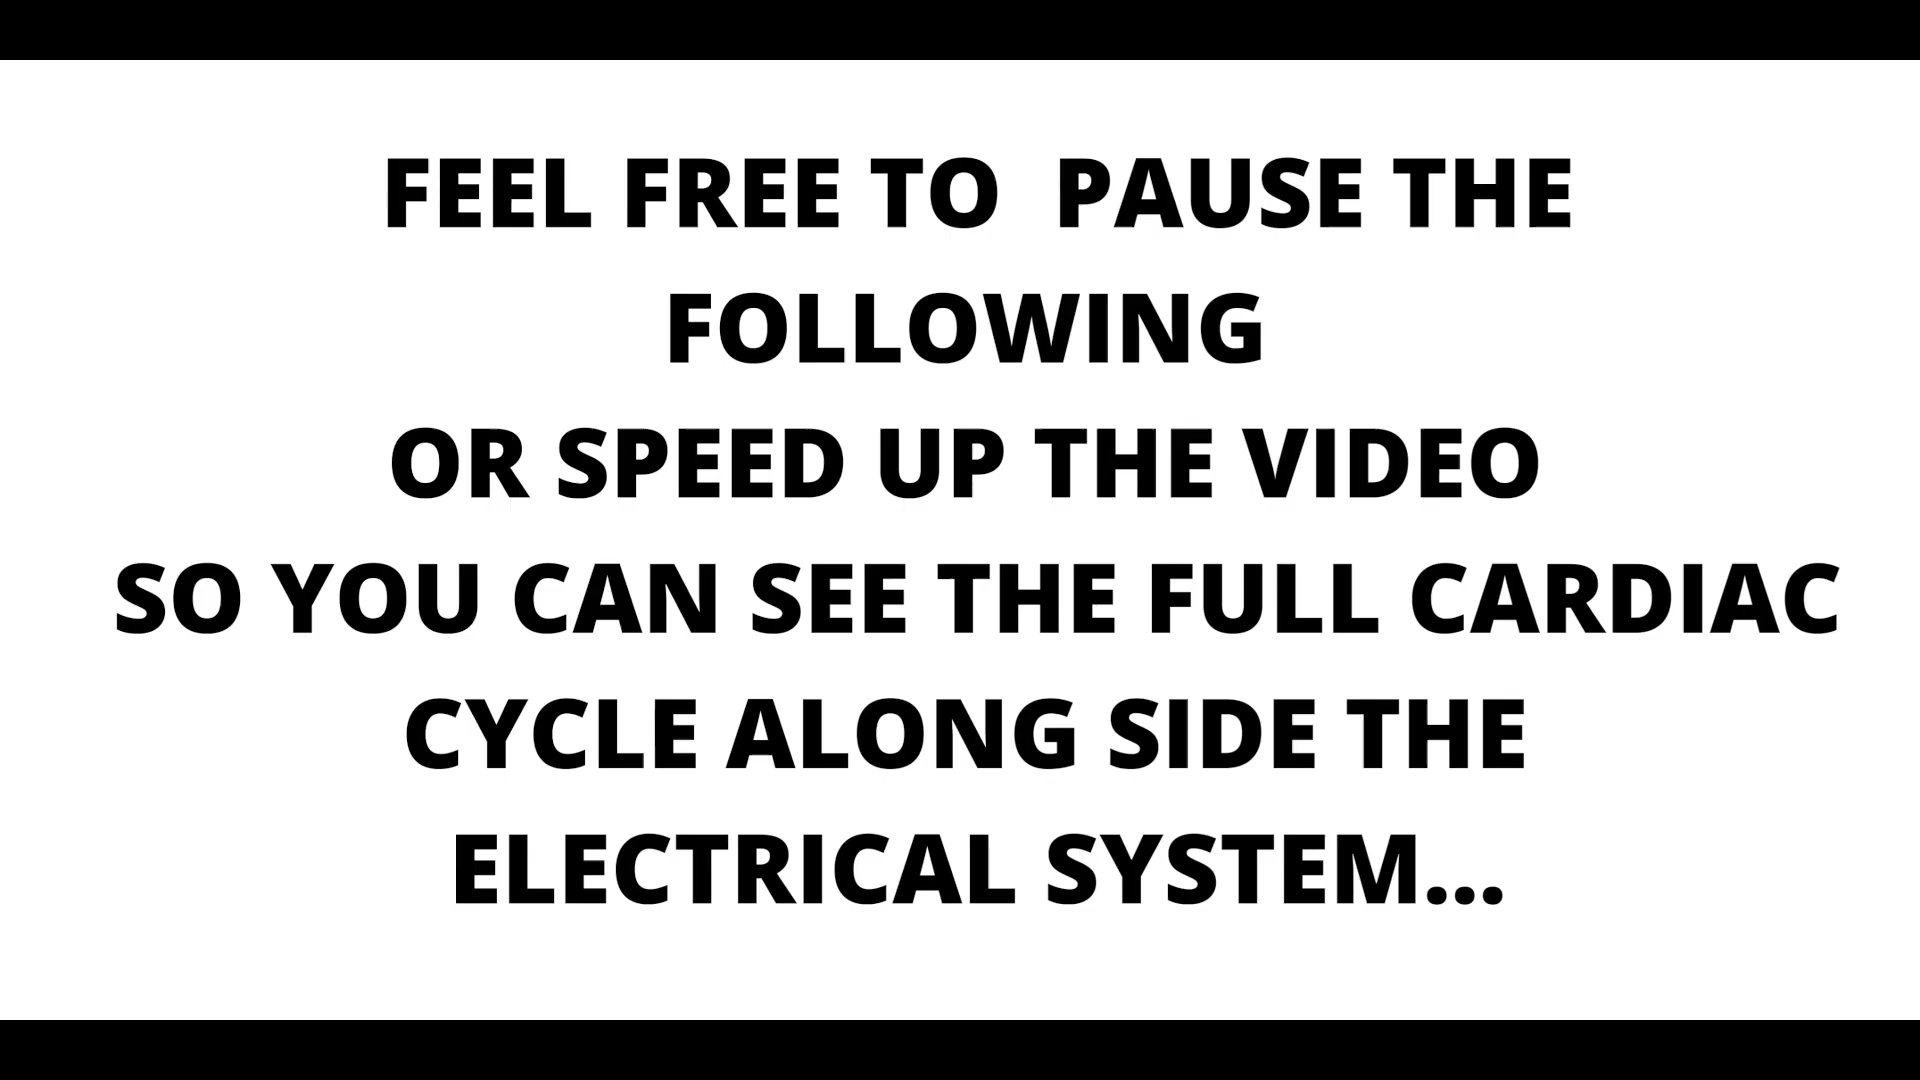 FEEL FREE TO  PAUSE THE
FOLLOWING
OR SPEED UP THE VIDEO
SO YOU CAN SEE THE FULL CARDIAC
CYCLE ALONG SIDE THE
ELECTRICAL SYSTEM...